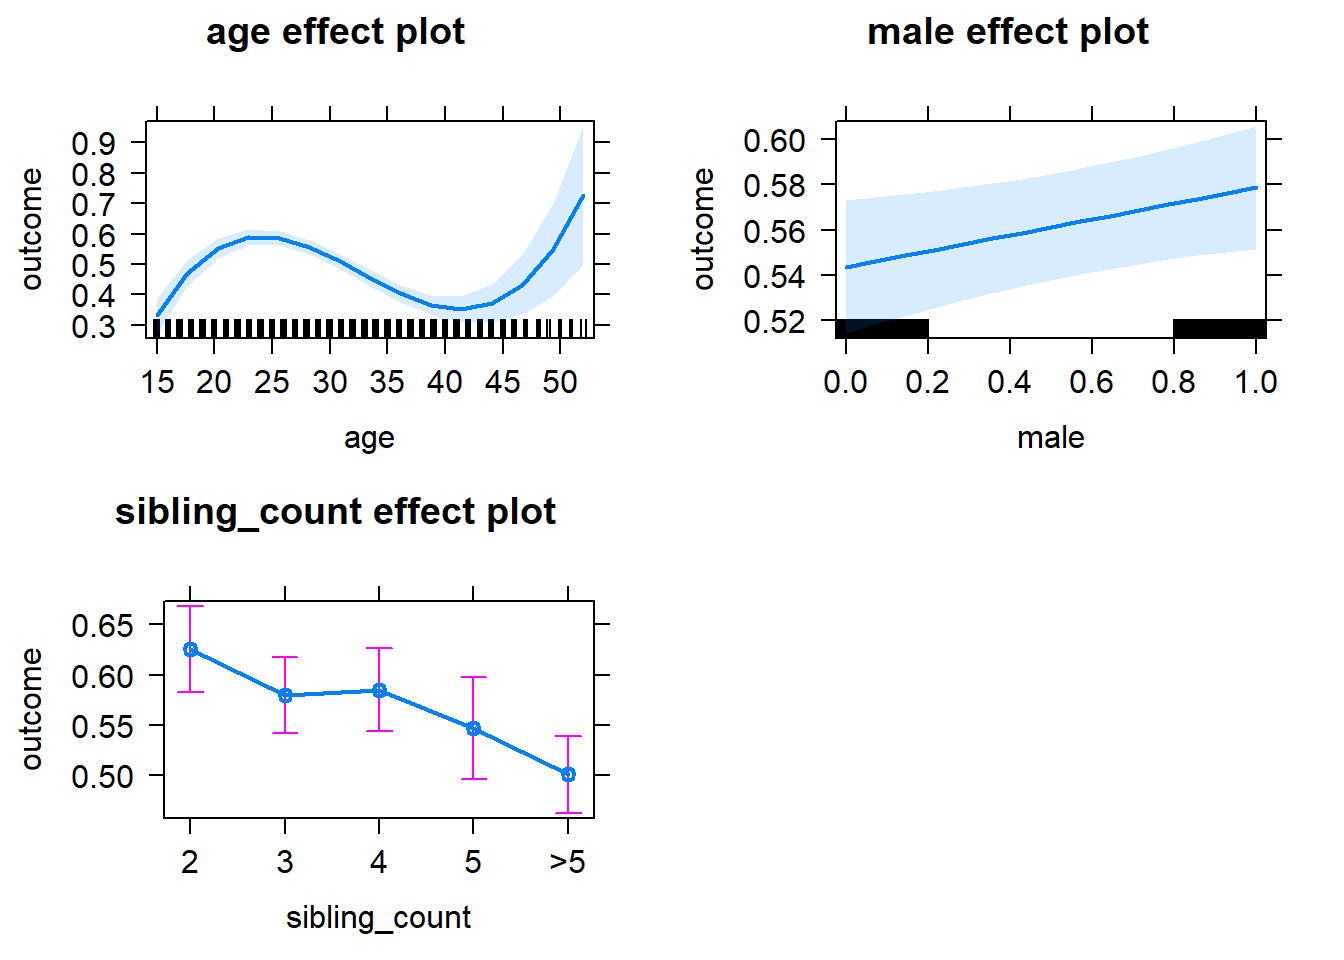 age effect plot
outcome
0.9
0.8
0.7
0.6
0.5
0.4
0.3
15 20 25 30 35 40 45 50
age
male effect plot
outcome
0.60
0.58
0.56
0.54
0.52
0.0 0.2 0.4 0.6 0.8 1.0
male
sibling_count effect plot
outcome
0.65
0.60
0.55
0.50
2 3 4 5 >5
sibling_count